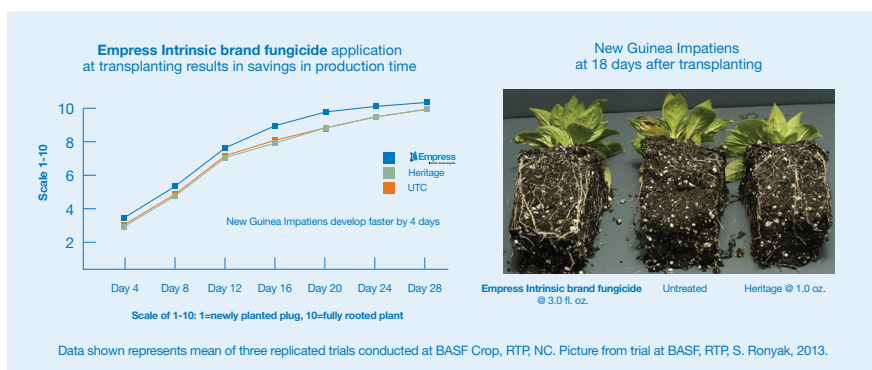 Empress Intrinsic brand fungicide application
at transplanting results in savings in production time
Scale 1-10
10
8
6
4
2
Empress
Heritage
UTC
New Guinea Impatiens develop faster by 4 days
Day 4 Day 8 Day 12 Day 16 Day 20 Day 24 Day 28
Scale of 1-10: 1=newly planted plug, 10=fully rooted plant
New Guinea Impatiens
at 18 days after transplanting
Empress Intrinsic brand fungicide
@ 3.0 fl. oz.
Untreated
Heritage @ 1.0 oz.
Data shown represents mean of three replicated trials conducted at BASF Crop, RTP, NC. Picture from trial at BASF, RTP, S. Ronyak, 2013.